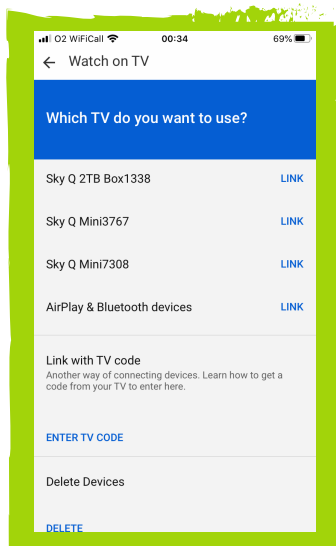 O2 WiFiCall 00:34 69%
Watch on TV
Which TV do you want to use?
Sky Q 2TB Box1338 LINK
Sky Q Mini3767 LINK
Sky Q Mini7308 LINK
AirPlay & Bluetooth devices LINK
Link with TV code
Another way of connecting devices. Learn how to get a
code from your TV to enter here.
ENTER TV CODE
Delete Devices
DELETE